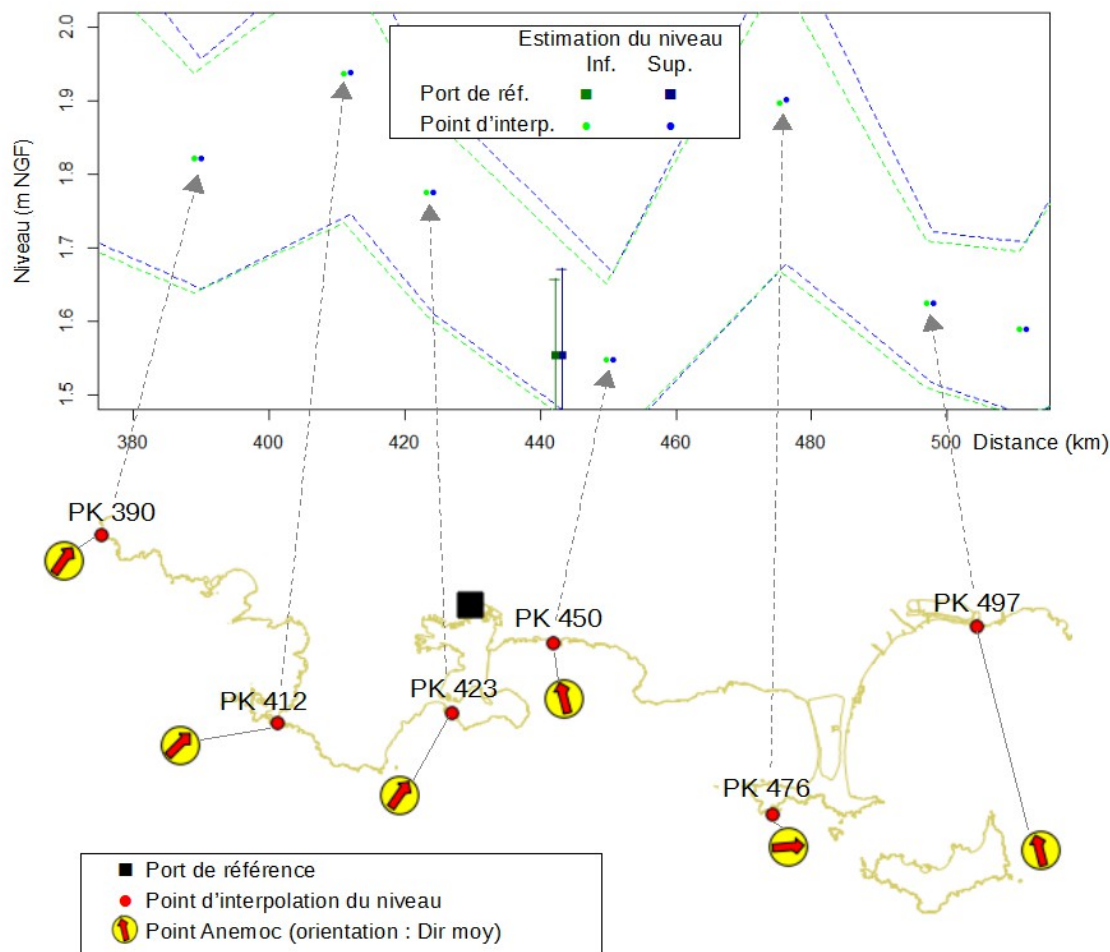 2.0
1.9
1.8
1.7
1.6
1.5
Niveau (m NGF)
Estimation du niveau
Inf. Sup.
Port de réf.
Point d'interp.
380 400 420 440 460 480 500 Distance (km)
PK 390
PK 412
PK 423
PK 450
PK 476
PK 497
Port de référence
Point d'interpolation du niveau
Point Anemoc (orientation : Dir moy)